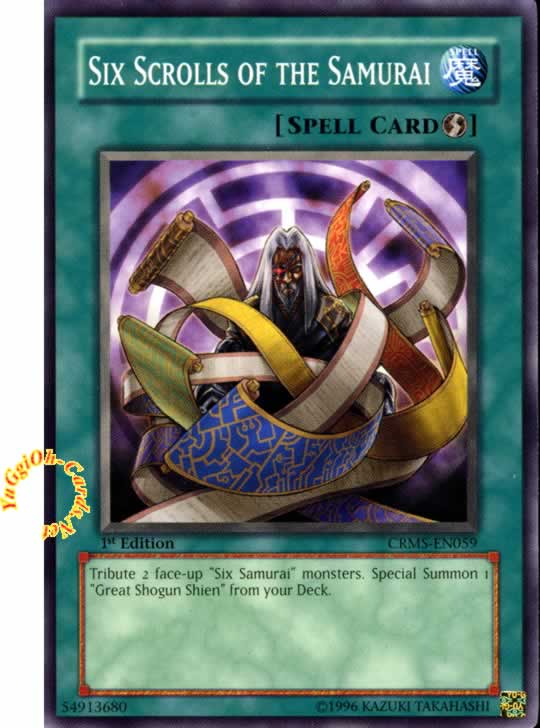 SIX SCROLLS OF THE SAMURAI
SPELL
魔
[SPELL CARD]
YuGgiOh-Cards.Net
1st Edition
CRMS-EN059
Tribute 2 face-up "Six Samurai" monsters. Special Summon 1
"Great Shogun Shien" from your Deck.
54913680
©1996 KAZUKI TAKAHASHI